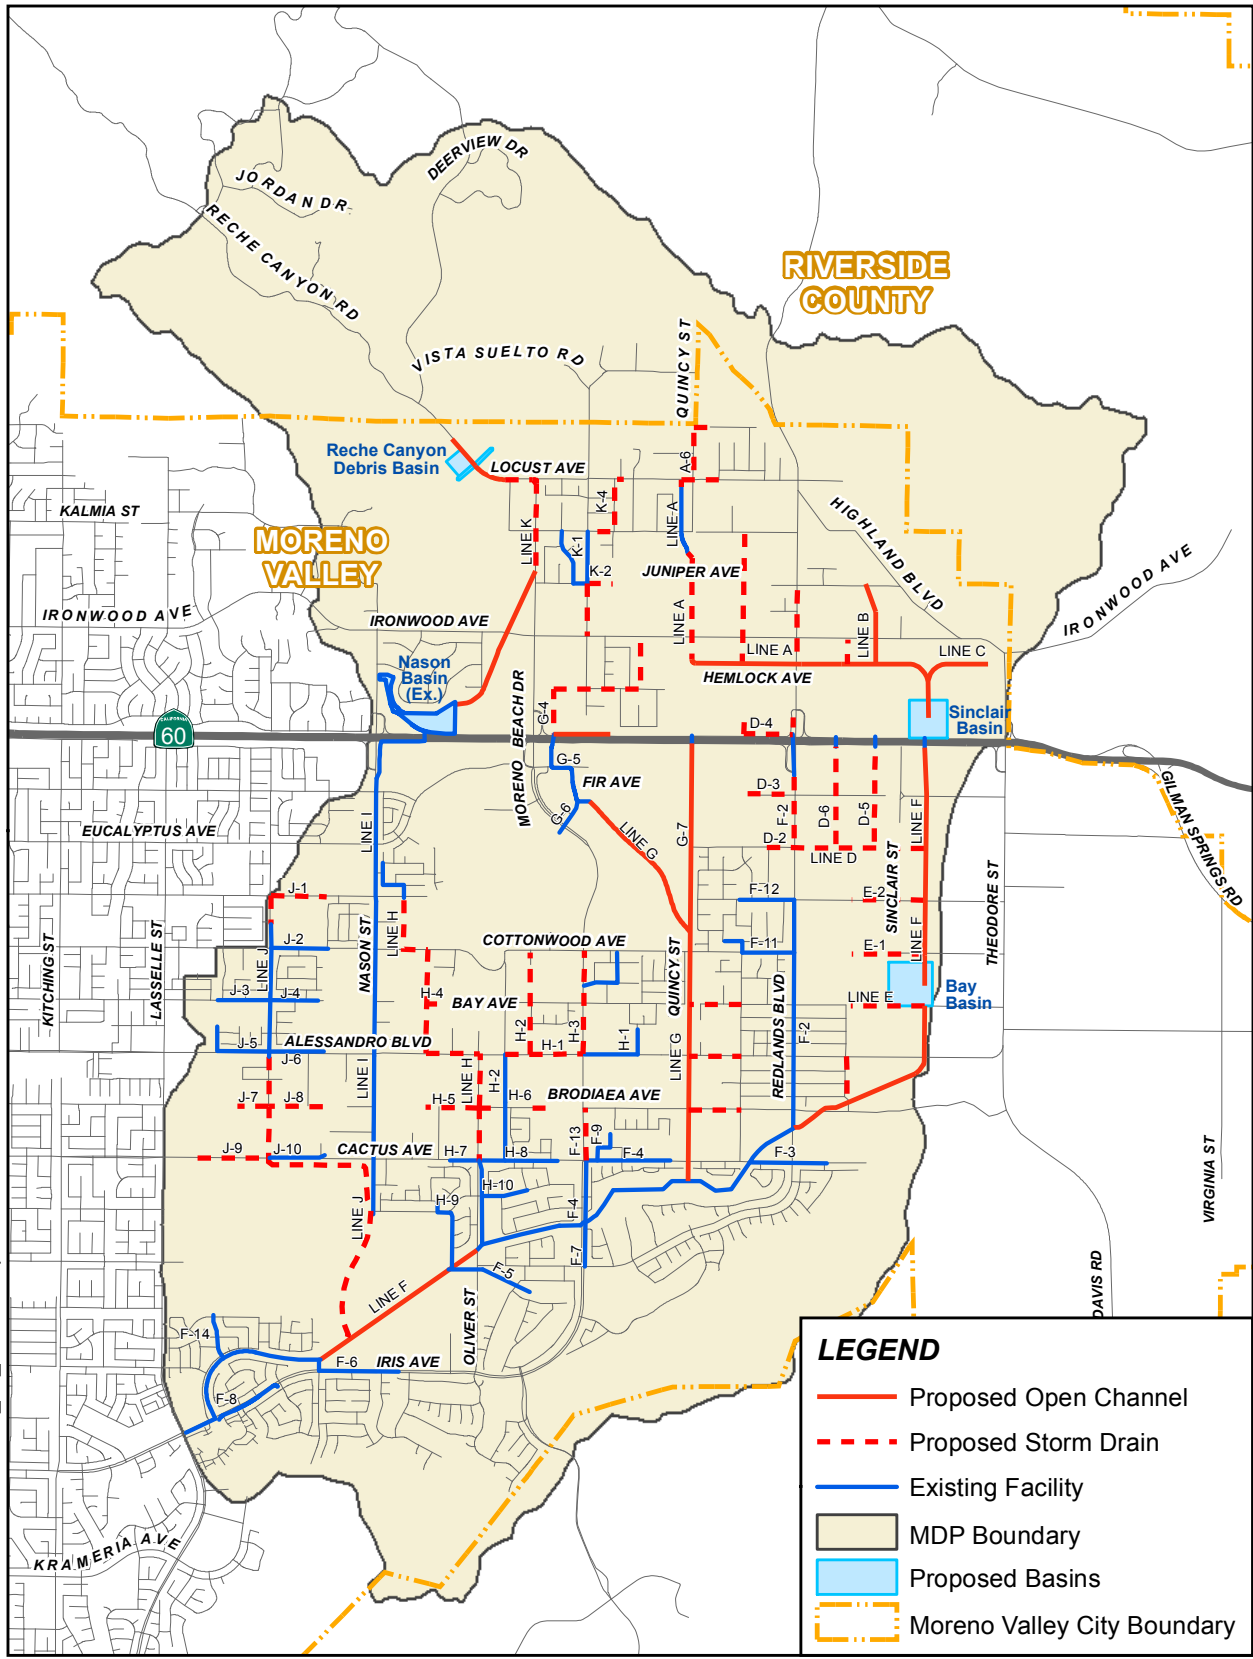 DEERVIEW DR
JORDAN DR
RECHE CANYON RD
RIVERSIDE
COUNTY
VISTA SUELTO RD
QUINCY ST
Reche Canyon
Debris Basin
LOCUST AVE
A-6
K-4
KALMIA ST
LINE K
LINE A
HIGHLAND BLVD
MORENO
VALLEY
K-1
K-2
JUNIPER AVE
IRONWOOD AVE
IRONWOOD AVE
IRONWOOD AVE
LINE A
LINE B
LINE A
LINE C
Nason
Basin
(Ex.)
HEMLOCK AVE
MORENO BEACH DR
G-4
D-4
Sinclair
Basin
CALIFORNIA
60
G-5
FIR AVE
D-3
GILMAN SPRINGS RD
G-6
F-2
D-6
D-5
LINE F
EUCALYPTUS AVE
LINE I
LINE G
G-7
D-2
LINE D
SINCLAIR ST
J-1
F-12
E-2
THEODORE ST
LASSELLE ST
KITCHING ST
NASON ST
LINE H
COTTONWOOD AVE
QUINCY ST
F-11
LINE F
J-2
LINE J
E-1
J-3
J-4
H-4
BAY AVE
REDLANDS BLVD
LINE E
Bay
Basin
H-2
H-3
H-1
F-2
J-5
ALESSANDRO BLVD
H-1
J-6
LINE I
LINE H
H-2
LINE G
J-7
J-8
H-5
H-6
BRODIAEA AVE
F-13
F-9
J-9
J-10
CACTUS AVE
H-7
H-8
F-4
F-3
H-10
H-9
F-4
LINE J
VIRGINIA ST
F-7
F-5
LINE F
DAVIS RD
OLIVER ST
F-14
F-6
IRIS AVE
F-8
KRAMERIA AVE
LEGEND
Proposed Open Channel
Proposed Storm Drain
Existing Facility
MDP Boundary
Proposed Basins
Moreno Valley City Boundary